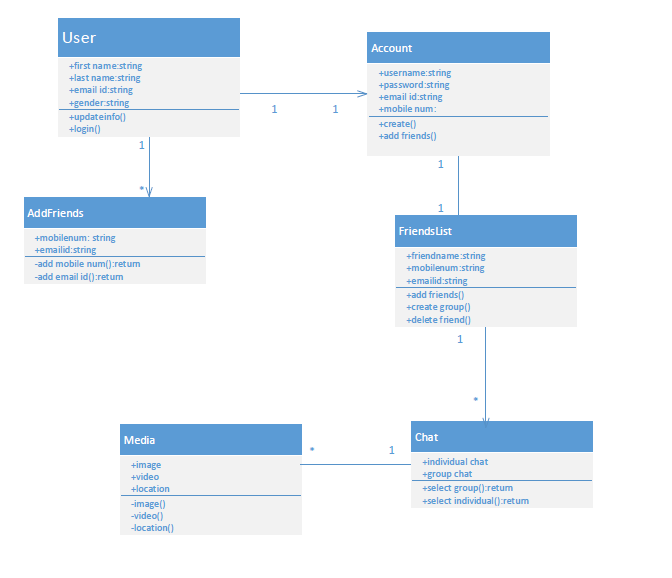 User
+first name:string
+last name:string
+email id:string
+gender:string
+updateinfo()
+login()
Account
+username:string
+password:string
+email id:string
+mobile num:
+create()
+add friends()
1
1
1
*
1
1
AddFriends
+mobilenum: string
+emailid:string
-add mobile num():return
-add email id():return
FriendsList
+friendname:string
+mobilenum:string
+emailid:string
+add friends()
+create group()
+delete friend()
1
*
Media
+image
+video
+location
-image()
-video()
-location()
*
1
Chat
+individual chat
+group chat
+select group():return
+select individual():return